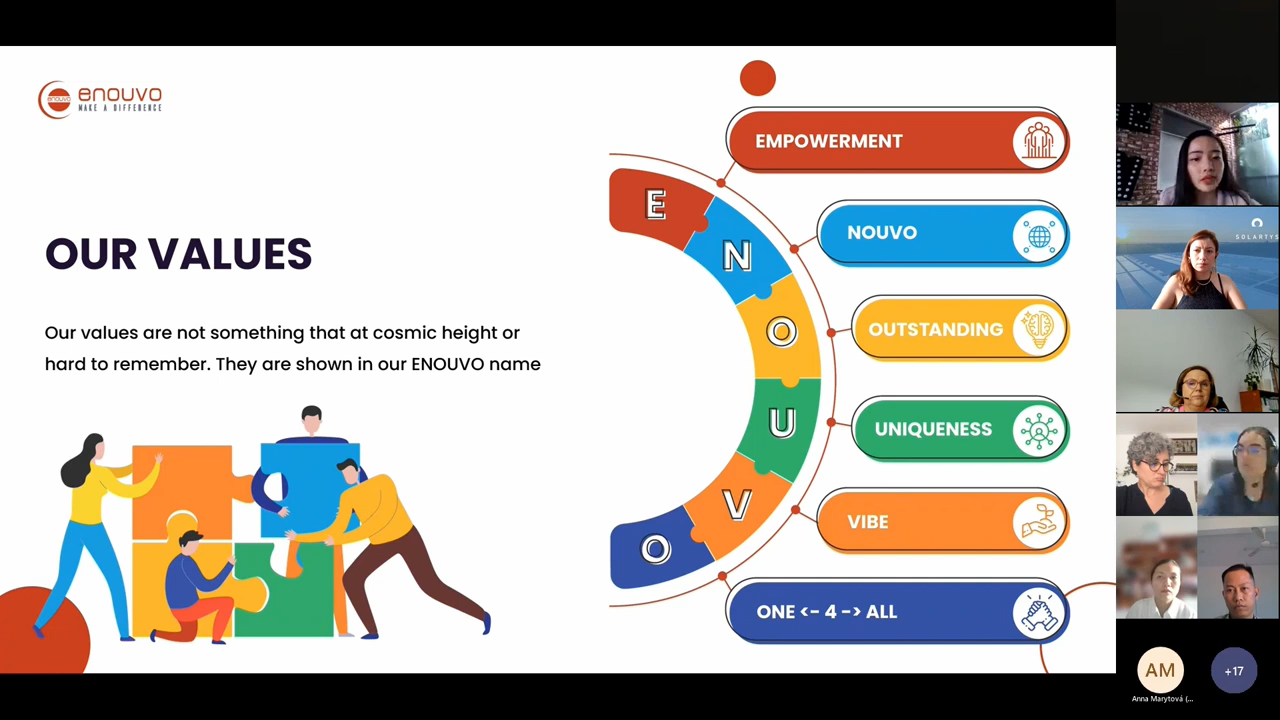 enouvo
enouvo
MAKE A DIFFERENCE
OUR VALUES
Our values are not something that at cosmic height or
hard to remember. They are shown in our ENOUVO name
E
N
O
U
V
O
EMPOWERMENT
NOUVO
OUTSTANDING
UNIQUENESS
VIBE
ONE <- 4 -> ALL
SOLARTYS
AM
Anna Marytová (...
+17